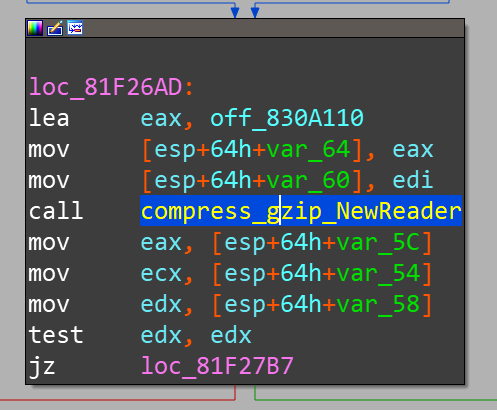 loc_81F26AD:
lea eax, off_830A110
mov [esp+64h+var_64], eax
mov [esp+64h+var_60], edi
call compress_gzip_NewReader
mov eax, [esp+64h+var_5C]
mov ecx, [esp+64h+var_54]
mov edx, [esp+64h+var_58]
test edx, edx
jz loc_81F27B7